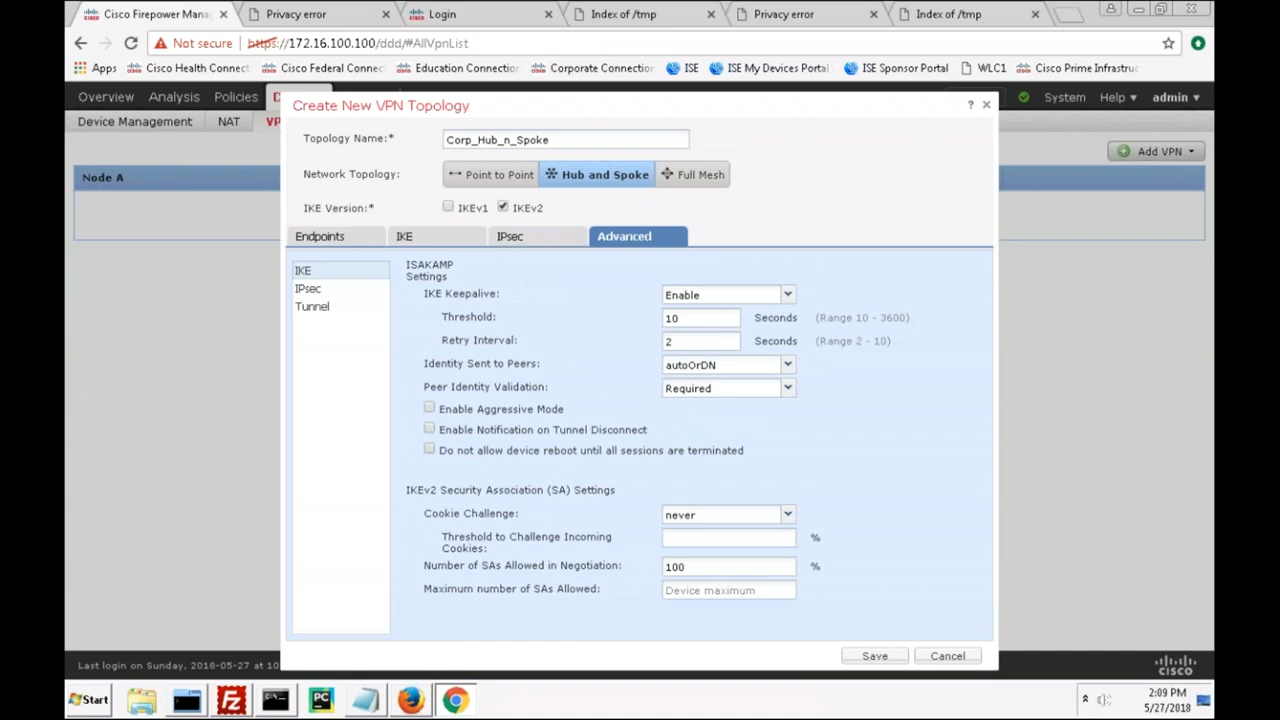 Cisco Firepower Mana
Privacy error
Login
Index of /tmp
Privacy error
Index of /tmp
Not secure https://172.16.100.100/ddd/#AllVpnList
Apps Cisco Health Connect Cisco Federal Connec Education Connection Corporate Connection ISE ISE My Devices Portal ISE Sponsor Portal WLC1 Cisco Prime Infrastruc
Overview Analysis Policies D System Help admin
Device Management NAT VP
Create New VPN Topology ?
Topology Name:* Corp_Hub_n_Spoke
Network Topology: Point to Point Hub and Spoke Full Mesh
Add VPN
Node A
IKE Version:* IKEv1 IKEv2
Endpoints IKE IPsec Advanced
IKE
IPsec
Tunnel
ISAKAMP
Settings
IKE Keepalive: Enable
Threshold: 10 Seconds (Range 10 - 3600)
Retry Interval: 2 Seconds (Range 2 - 10)
Identity Sent to Peers: autoOrDN
Peer Identity Validation: Required
Enable Aggressive Mode
Enable Notification on Tunnel Disconnect
Do not allow device reboot until all sessions are terminated
IKEv2 Security Association (SA) Settings
Cookie Challenge: never
Threshold to Challenge Incoming
Cookies: %
Number of SAs Allowed in Negotiation: 100 %
Maximum number of SAs Allowed: Device maximum
Save Cancel
Last login on Sunday, 2018-05-27 at 10
CISCO
Start
FZ
PC
2:09 PM
5/27/2018